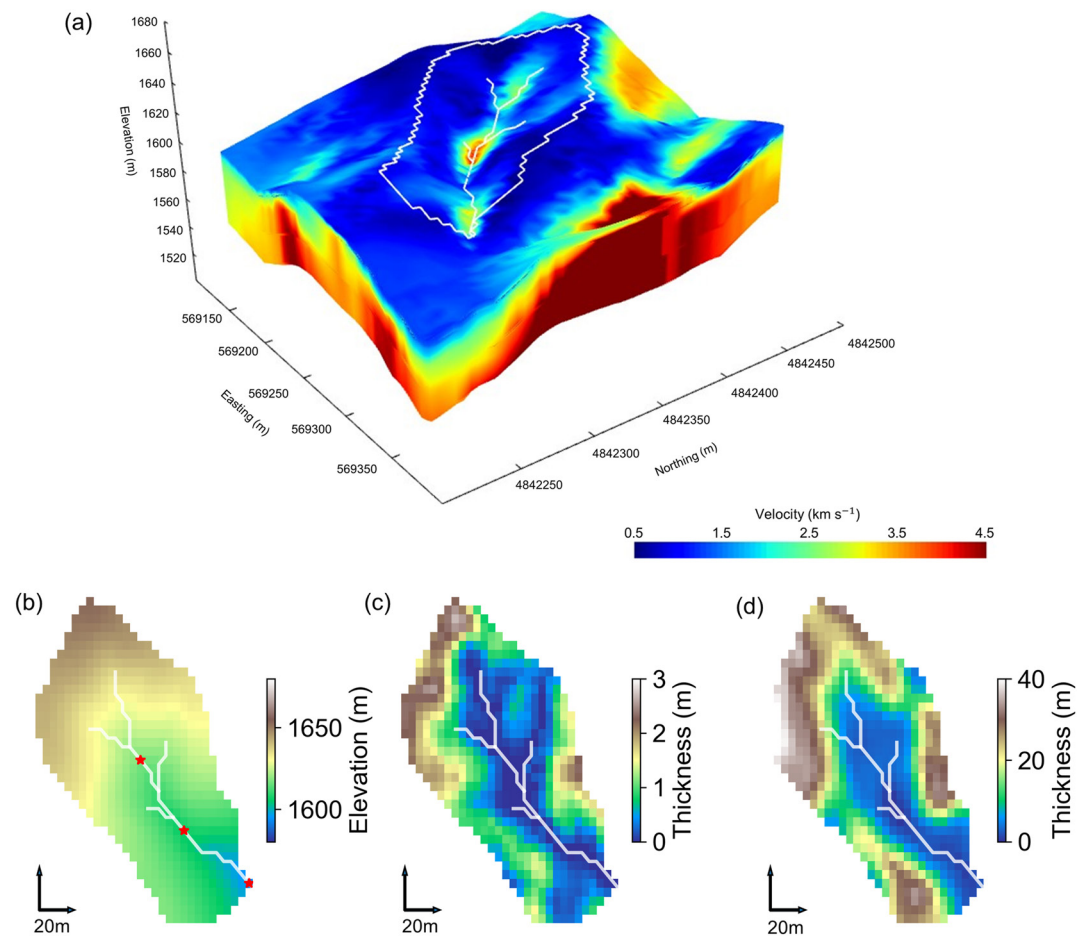 (a)
1680
1660
1640
1620
1600
1580
1560
1540
1520
Elevation (m)
569150
569200
569250
569300
569350
Easting (m)
4842250
4842300
4842350
4842400
4842450
4842500
Northing (m)
Velocity (km s⁻¹)
0.5 1.5 2.5 3.5 4.5
(b)
1650
1600
Elevation (m)
20m
(c)
3
2
1
0
Thickness (m)
20m
(d)
40
30
20
10
0
Thickness (m)
20m